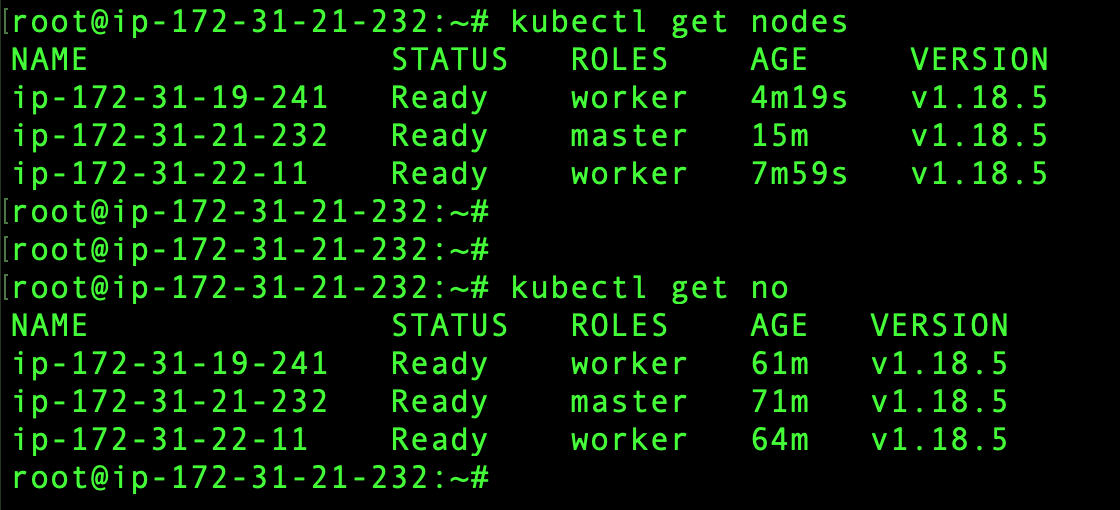 [root@ip-172-31-21-232:~# kubectl get nodes
NAME               STATUS   ROLES    AGE     VERSION
ip-172-31-19-241   Ready    worker   4m19s   v1.18.5
ip-172-31-21-232   Ready    master   15m     v1.18.5
ip-172-31-22-11    Ready    worker   7m59s   v1.18.5
[root@ip-172-31-21-232:~#
[root@ip-172-31-21-232:~#
[root@ip-172-31-21-232:~# kubectl get no
NAME               STATUS   ROLES    AGE   VERSION
ip-172-31-19-241   Ready    worker   61m   v1.18.5
ip-172-31-21-232   Ready    master   71m   v1.18.5
ip-172-31-22-11    Ready    worker   64m   v1.18.5
root@ip-172-31-21-232:~#